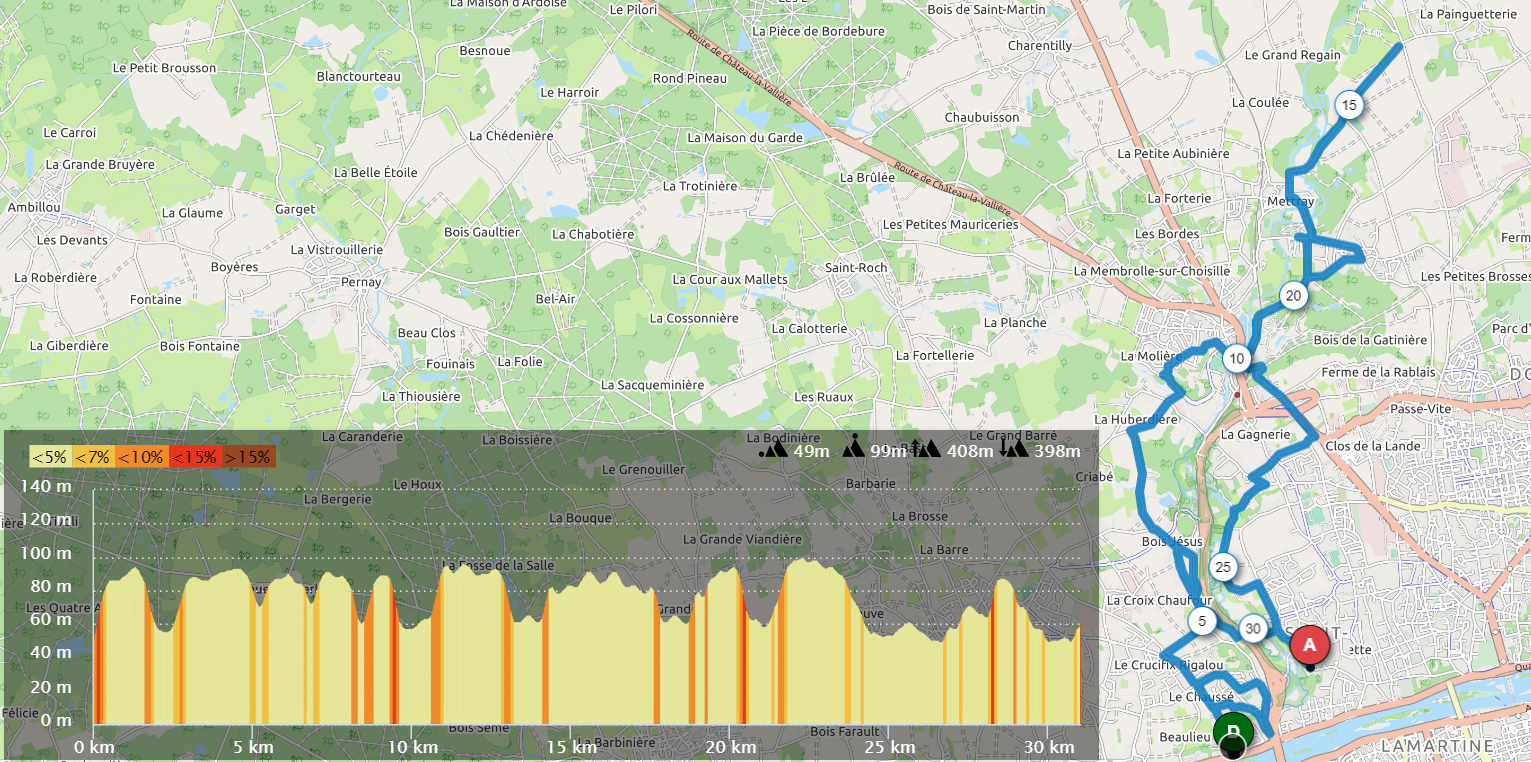 La Maison d'Ardoise
Le Pilori
Bois de Saint-Martin
La Painguetterie
La Pièce de Bordebure
Charentilly
Besnoue
Le Grand Regain
Le Petit Brousson
Blanctourteau
Rond Pineau
Route de Château-la-Vallière
Le Harroir
La Coulée
15
Chaubuisson
Le Carroi
La Chédenière
La Maison du Garde
La Petite Aubinière
La Grande Bruyère
La Belle Étoile
La Trotinière
La Brûlée
Route de Château-la-Vallière
La Forterie
Mettray
Ambillou
La Glaume
Garget
Les Devants
Bois Gaultier
La Chabotière
Les Petites Mauriceries
Les Bordes
Ferm
La Vistrouillerie
Boyères
Saint-Roch
La Membrolle-sur-Choisille
La Roberdière
Pernay
La Cour aux Mallets
Les Petites Brosses
Fontaine
Bel-Air
20
La Cossonnière
La Calotterie
La Planche
Parc d'
Beau Clos
Bois de la Gatinière
La Giberdière
Bois Fontaine
Fouinais
La Folie
La Fortellerie
La Molière
10
Ferme de la Rablais
DO
La Thiousière
La Sacqueminière
Les Ruaux
Passe-Vite
La Huberdière
La Caranderie
La Boissière
La Bodinière
Le Grand Barré
La Gagnerie
Clos de la Lande
<5% <7% <10% <15% >15%
49m 99m 408m 398m
Le Grenouiller
Barbarie
Criabé
140 m
Le Houx
La Bergerie
120 m
La Bouque
La Brosse
La Grande Viandière
Bois Jésus
100 m
La Barre
La Fosse de la Salle
25
80 m
Les Quatre A
Grand
euve
La Croix Chaufour
60 m
5
30
SAINT-
A
40 m
ette
Le Crucifix Rigalou
20 m
Le Chaussé
Félicie
0 m
Bois Semé
Bois Farault
D
Beaulieu
La Barbinière
LAMARTINE
0 km 5 km 10 km 15 km 20 km 25 km 30 km